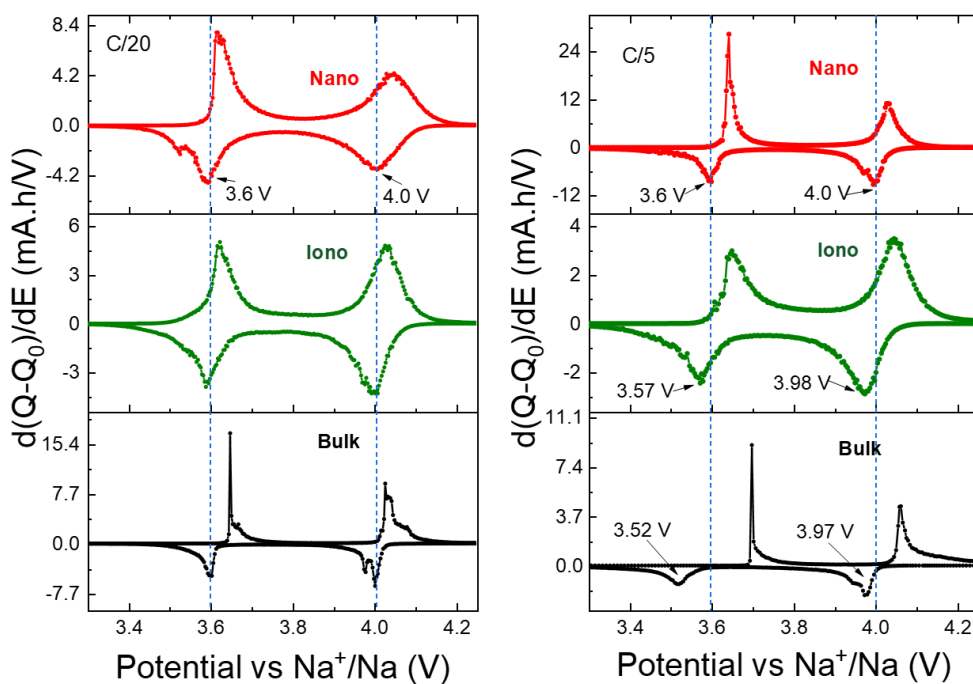 C/20
Nano
3.6 V
4.0 V
8.4
4.2
0.0
-4.2
Iono
6
3
0
-3
Bulk
15.4
7.7
0.0
-7.7
3.4 3.6 3.8 4.0 4.2
Potential vs Na⁺/Na (V)
d(Q-Q₀)/dE (mA.h/V)
C/5
Nano
3.6 V
4.0 V
24
12
0
-12
Iono
3.57 V
3.98 V
4
2
0
-2
Bulk
3.52 V
3.97 V
11.1
7.4
3.7
0.0
3.4 3.6 3.8 4.0 4.2
Potential vs Na⁺/Na (V)
d(Q-Q₀)/dE (mA.h/V)